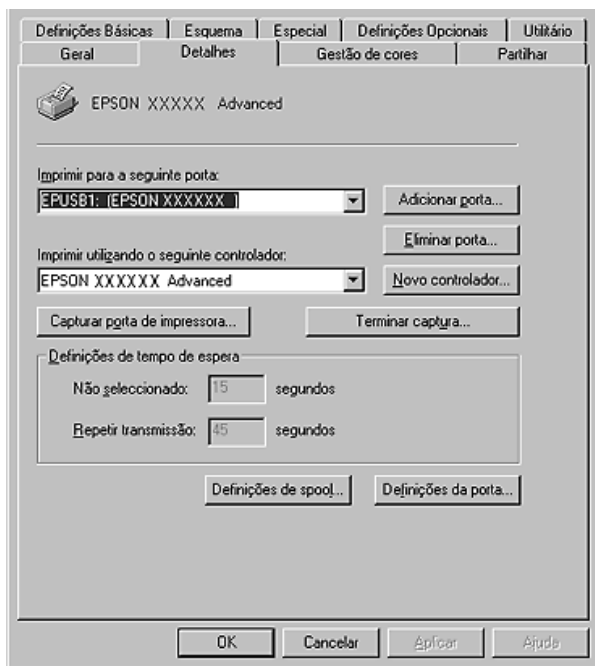 Definições Básicas Esquema Especial Definições Opcionais Utilitário
Geral Detalhes Gestão de cores Partilhar
EPSON XXXXX Advanced
Imprimir para a seguinte porta:
EPUSB1: (EPSON XXXXXX ) Adicionar porta...
Eliminar porta...
Imprimir utilizando o seguinte controlador:
EPSON XXXXXX Advanced Novo controlador...
Capturar porta de impressora... Terminar captura...
Definições de tempo de espera
Não seleccionado: 15 segundos
Repetir transmissão: 45 segundos
Definições de spool... Definições da porta...
OK Cancelar Aplicar Ajuda